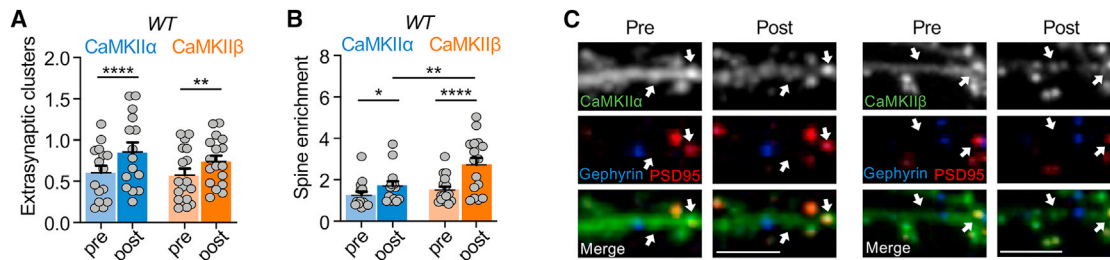 A
WT
CaMKIIα
CaMKIIβ
Extrasynaptic clusters
2.0
1.5
1.0
0.5
0.0
****
**
pre
post
pre
post
B
WT
CaMKIIα
CaMKIIβ
Spine enrichment
8
6
4
2
0
**
*
****
pre
post
pre
post
C
Pre
Post
Pre
Post
CaMKIIα
CaMKIIβ
Gephyrin PSD95
Gephyrin PSD95
Merge
Merge